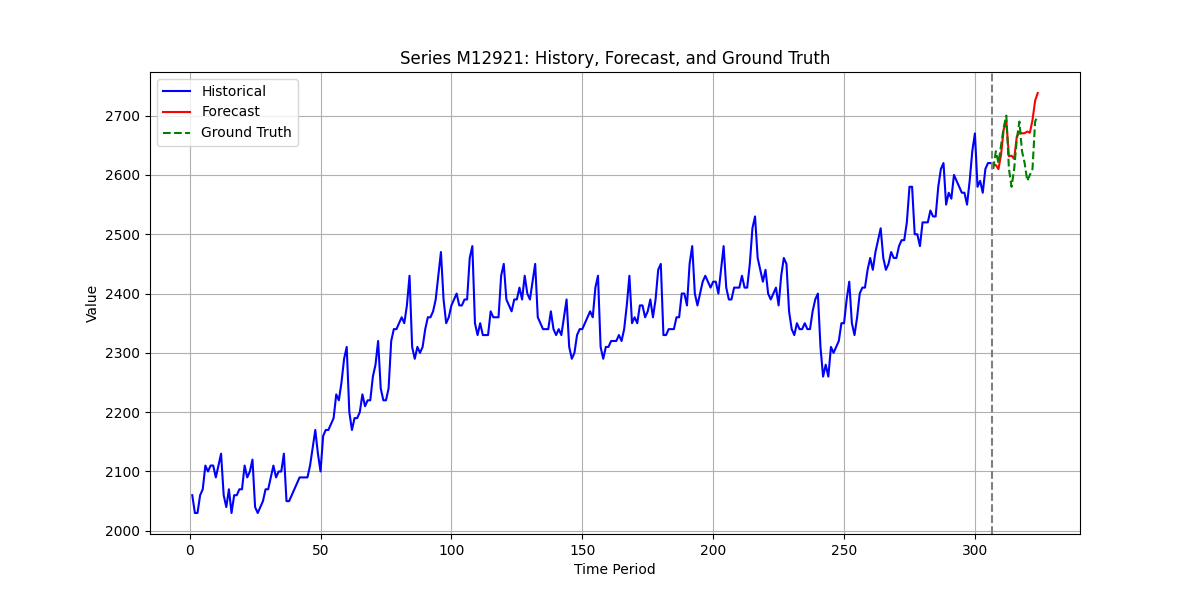 Series M12921: History, Forecast, and Ground Truth
Historical
Forecast
Ground Truth
2700
2600
2500
2400
2300
2200
2100
2000
Value
0 50 100 150 200 250 300
Time Period